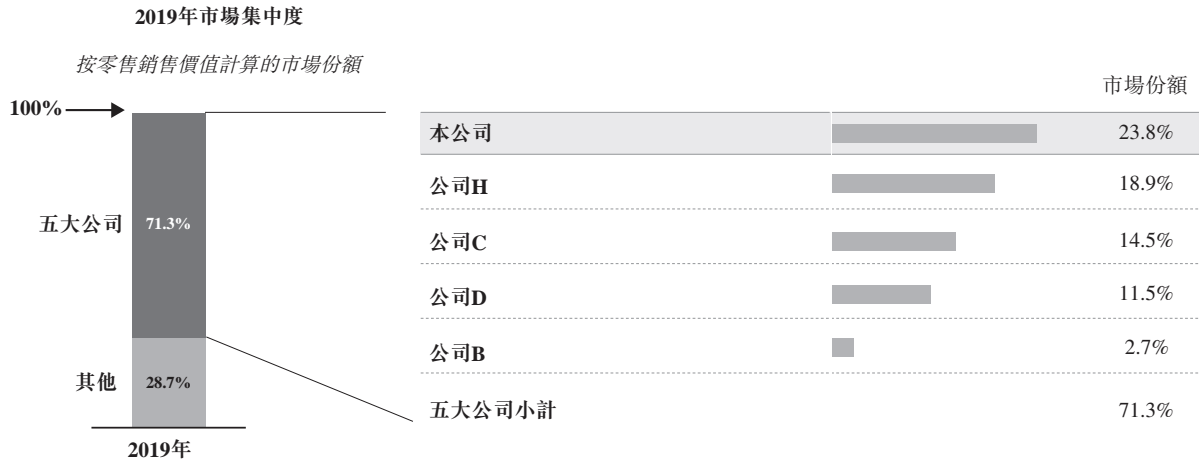 2019年市場集中度
按零售銷售價值計算的市場份額
市場份額
100%
本公司 23.8%
公司H 18.9%
五大公司 71.3%
公司C 14.5%
公司D 11.5%
公司B 2.7%
其他 28.7%
五大公司小計 71.3%
2019年